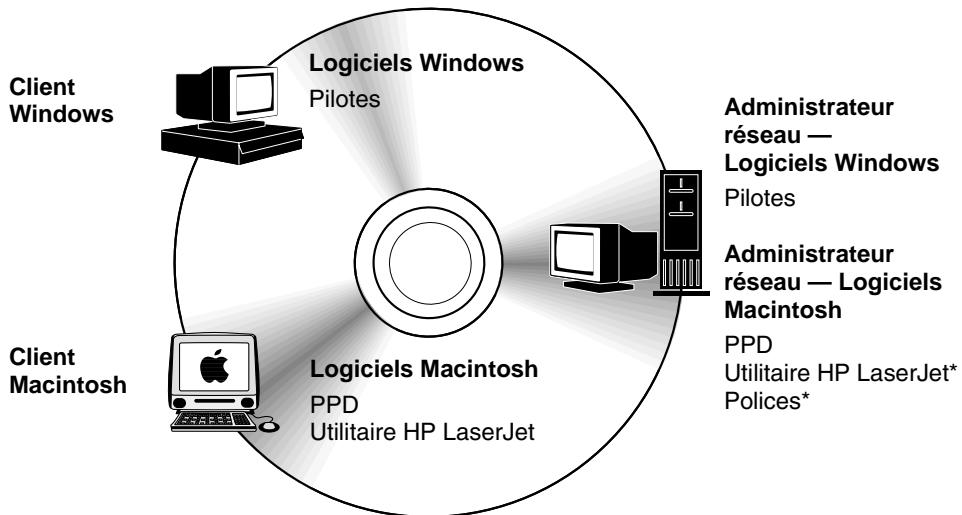 Client
Windows
Logiciels Windows
Pilotes
Administrateur
réseau —
Logiciels Windows
Pilotes
Administrateur
réseau — Logiciels
Macintosh
PPD
Utilitaire HP LaserJet*
Polices*
Client
Macintosh
Logiciels Macintosh
PPD
Utilitaire HP LaserJet